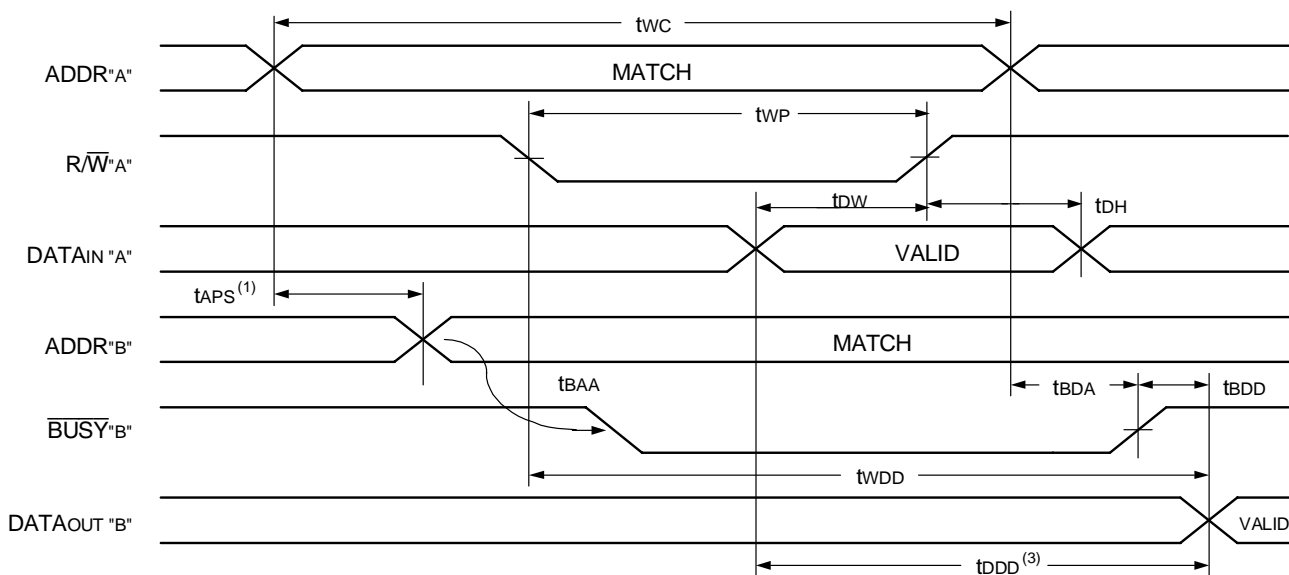 tWC
ADDR"A" MATCH
tWP
R/W̅"A"
tDW tDH
DATAIN "A" VALID
tAPS(1)
ADDR"B" MATCH
tBAA tBDA tBDD
B̅U̅S̅Y̅"B"
tWDD
DATAOUT "B" VALID
tDDD(3)